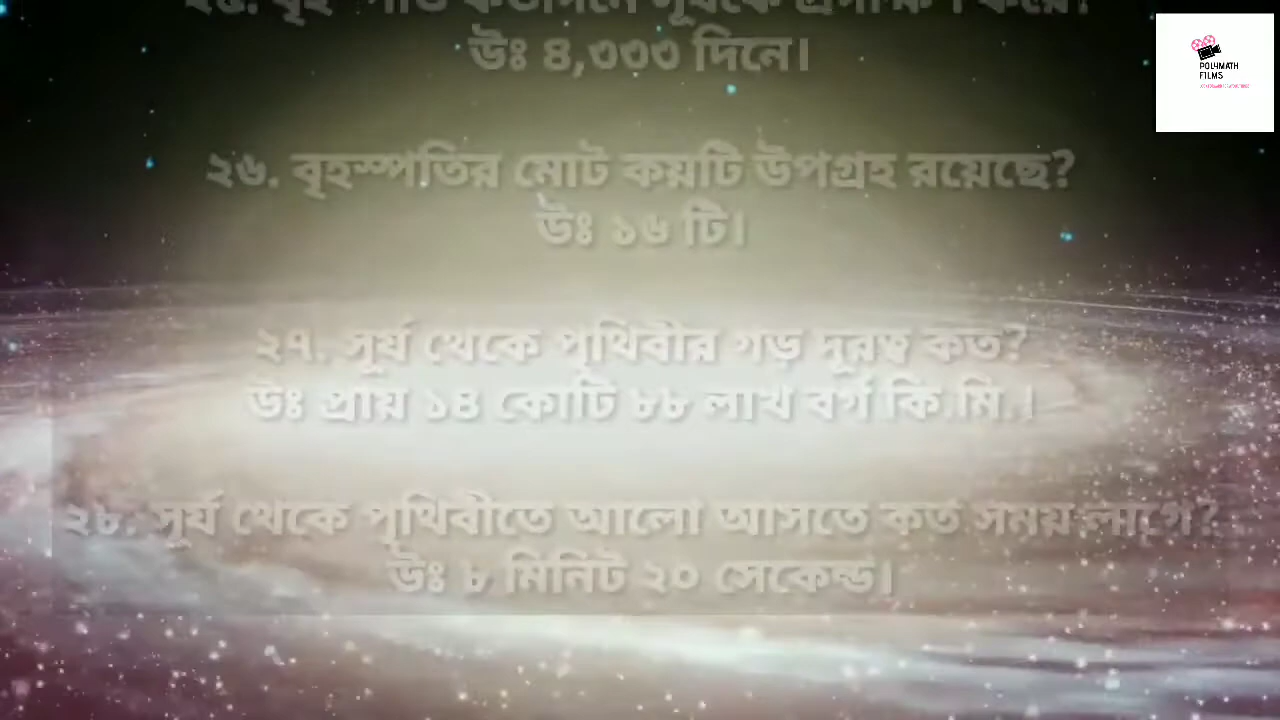 উঃ ৪,৩৩৩ দিনে।
২৬. বৃহস্পতির মোট কয়টি উপগ্রহ রয়েছে?
উঃ ১৬ টি।
২৭. সূর্য থেকে পৃথিবীর গড় দূরত্ব কত?
উঃ প্রায় ১৪ কোটি ৮৮ লাখ বর্গ কি.মি.।
২৮. সূর্য থেকে পৃথিবীতে আলো আসতে কত সময় লাগে?
উঃ ৮ মিনিট ২০ সেকেন্ড।
POLYMATH
FILMS